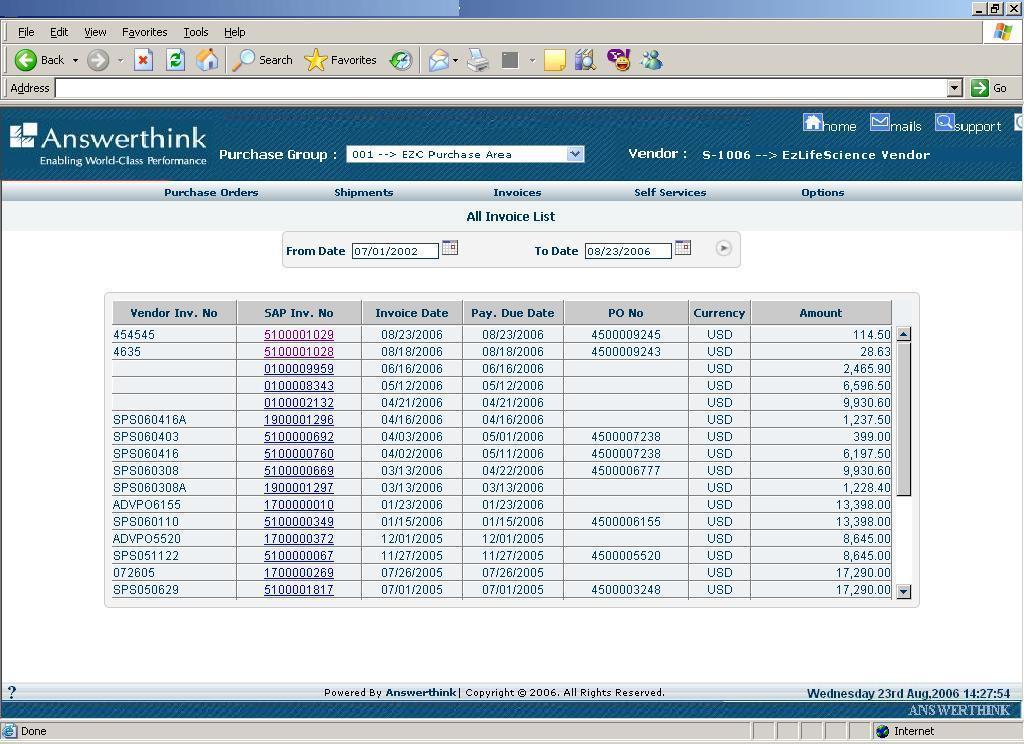 File Edit View Favorites Tools Help
Back Search Favorites
Address Go
Answerthink
Enabling World-Class Performance
home mails support
Purchase Group : 001 --> EZC Purchase Area Vendor : S-1006 --> EzLifeScience Vendor
Purchase Orders Shipments Invoices Self Services Options
All Invoice List
From Date 07/01/2002 To Date 08/23/2006
Vendor Inv. No SAP Inv. No Invoice Date Pay. Due Date PO No Currency Amount
454545 5100001029 08/23/2006 08/23/2006 4500009245 USD 114.50
4635 5100001028 08/18/2006 08/18/2006 4500009243 USD 28.63
0100009959 06/16/2006 06/16/2006 USD 2,465.90
0100008343 05/12/2006 05/12/2006 USD 6,596.50
0100002132 04/21/2006 04/21/2006 USD 9,930.60
SPS060416A 1900001296 04/16/2006 04/16/2006 USD 1,237.50
SPS060403 5100000692 04/03/2006 05/01/2006 4500007238 USD 399.00
SPS060416 5100000760 04/02/2006 05/11/2006 4500007238 USD 6,197.50
SPS060308 5100000669 03/13/2006 04/22/2006 4500006777 USD 9,930.60
SPS060308A 1900001297 03/13/2006 03/13/2006 USD 1,228.40
ADVPO6155 1700000010 01/23/2006 01/23/2006 USD 13,398.00
SPS060110 5100000349 01/15/2006 01/15/2006 4500006155 USD 13,398.00
ADVPO5520 1700000372 12/01/2005 12/01/2005 USD 8,645.00
SPS051122 5100000067 11/27/2005 11/27/2005 4500005520 USD 8,645.00
072605 1700000269 07/26/2005 07/26/2005 USD 17,290.00
SPS050629 5100001817 07/01/2005 07/01/2005 4500003248 USD 17,290.00
? Powered By Answerthink| Copyright © 2006. All Rights Reserved. Wednesday 23rd Aug,2006 14:27:54
ANSWERTHINK
Done Internet